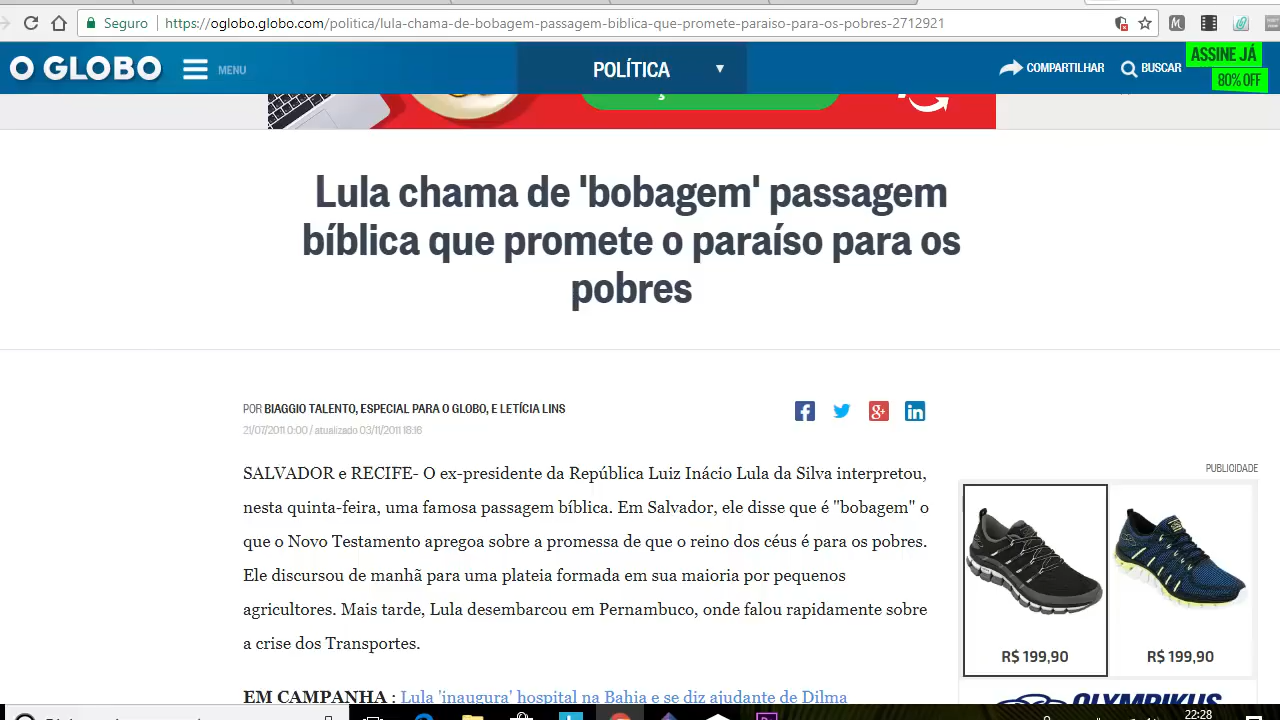 Seguro https://oglobo.globo.com/politica/lula-chama-de-bobagem-passagem-biblica-que-promete-paraiso-para-os-pobres-2712921
O GLOBO MENU POLÍTICA COMPARTILHAR BUSCAR ASSINE JÁ
80% OFF
Lula chama de 'bobagem' passagem
bíblica que promete o paraíso para os
pobres
POR BIAGGIO TALENTO, ESPECIAL PARA O GLOBO, E LETÍCIA LINS
21/07/2011 0:00 / atualizado 03/11/2011 18:16
SALVADOR e RECIFE- O ex-presidente da República Luiz Inácio Lula da Silva interpretou,
nesta quinta-feira, uma famosa passagem bíblica. Em Salvador, ele disse que é "bobagem" o
que o Novo Testamento apregoa sobre a promessa de que o reino dos céus é para os pobres.
Ele discursou de manhã para uma plateia formada em sua maioria por pequenos
agricultores. Mais tarde, Lula desembarcou em Pernambuco, onde falou rapidamente sobre
a crise dos Transportes.
EM CAMPANHA : Lula 'inaugura' hospital na Bahia e se diz ajudante de Dilma
PUBLICIDADE
R$ 199,90 R$ 199,90
OLYMPIKUS
22:28